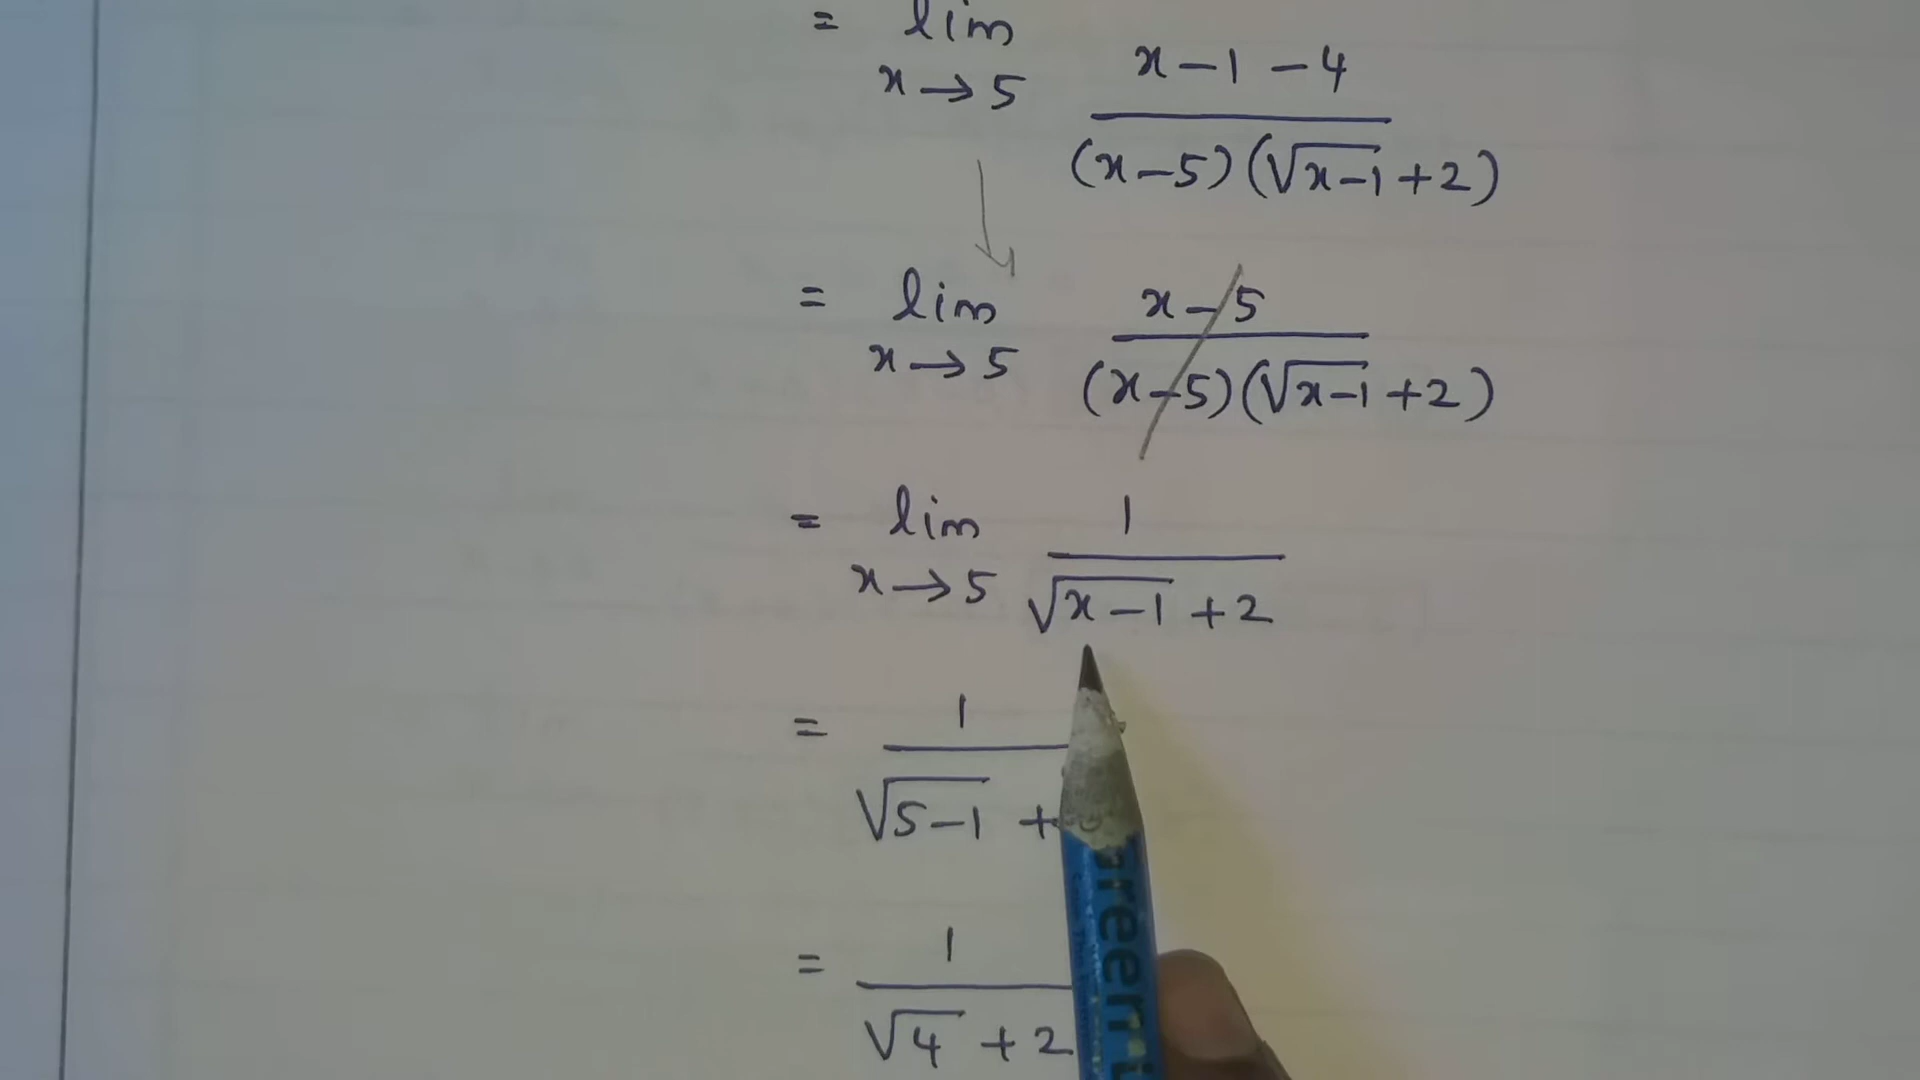 = lim
x→5 x-1-4
(x-5)(√x-1+2)
= lim x-5
x→5 (x-5)(√x-1+2)
= lim 1
x→5 √x-1+2
= 1
√5-1 +
= 1
√4+2
reen